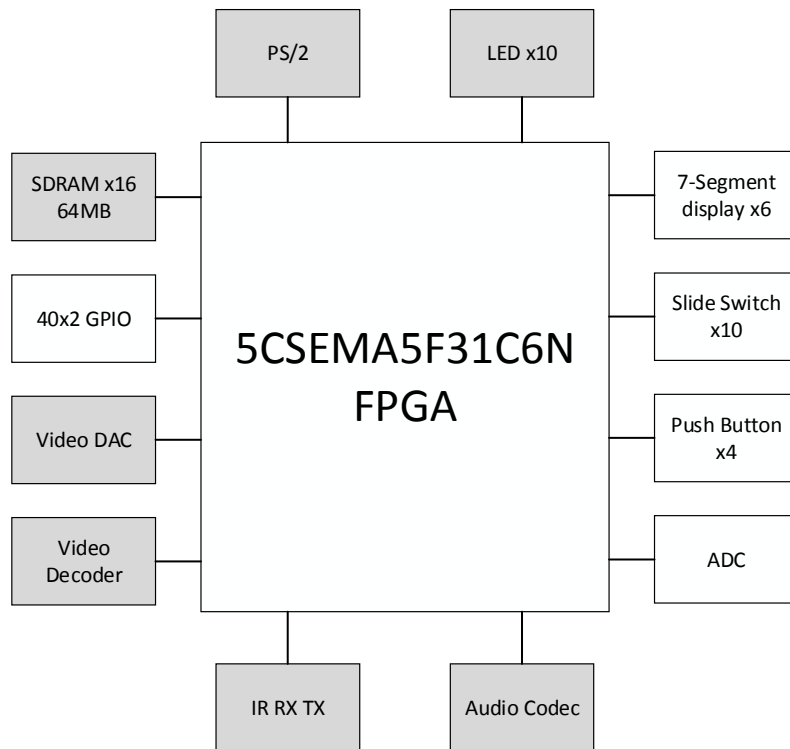 PS/2
LED x10
SDRAM x16
64MB
7-Segment
display x6
40x2 GPIO
Slide Switch
x10
5CSEMA5F31C6N
FPGA
Video DAC
Push Button
x4
Video
Decoder
ADC
IR RX TX
Audio Codec